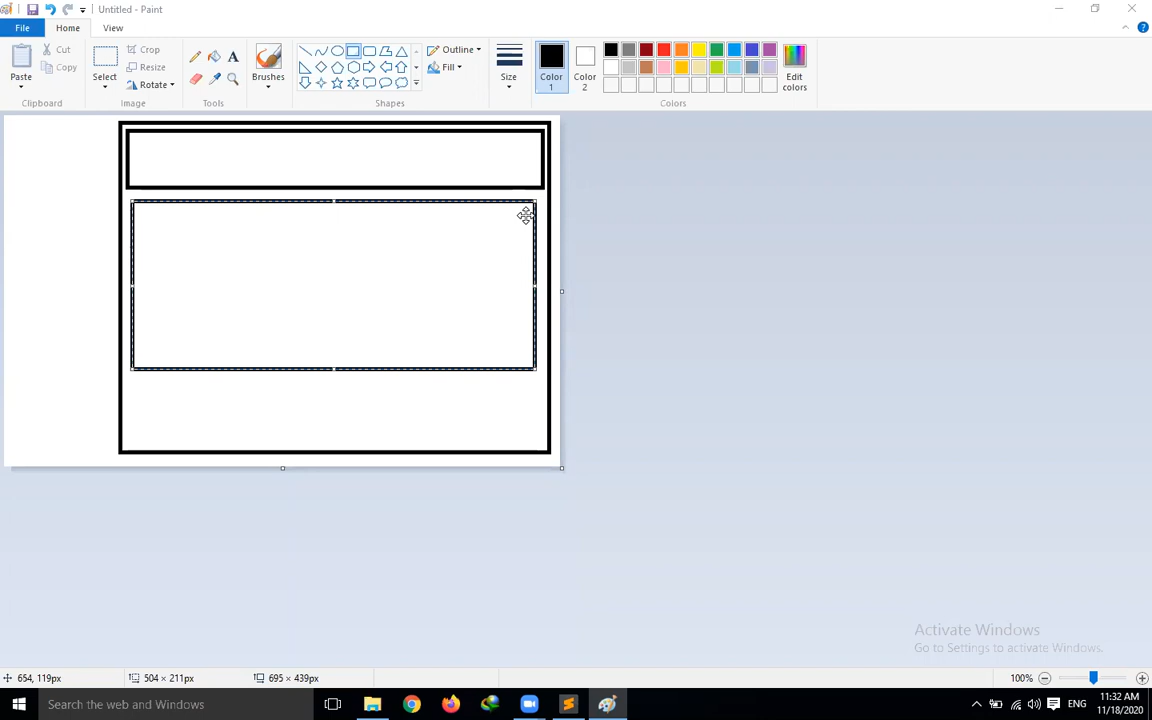 Untitled - Paint
File Home View
Paste
Cut
Copy
Clipboard
Select
Crop
Resize
Rotate
Image
Tools
Brushes
Shapes
Outline
Fill
Size
Color 1
Color 2
Edit colors
Colors
Activate Windows
Go to Settings to activate Windows.
654, 119px 504 × 211px 695 × 439px 100%
Search the web and Windows
ENG
11:32 AM
11/18/2020